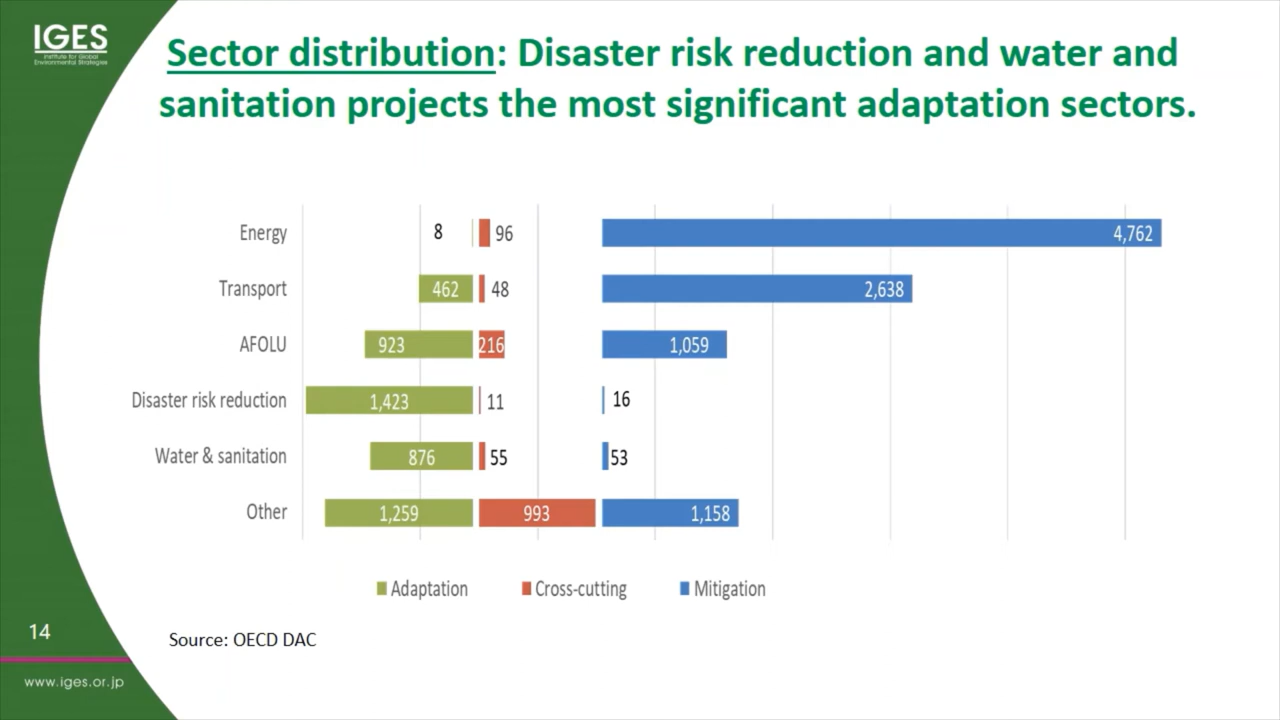 IGES
Institute for Global
Environmental Strategies
Sector distribution: Disaster risk reduction and water and
sanitation projects the most significant adaptation sectors.
Energy 8 96 4,762
Transport 462 48 2,638
AFOLU 923 216 1,059
Disaster risk reduction 1,423 11 16
Water & sanitation 876 55 53
Other 1,259 993 1,158
Adaptation Cross-cutting Mitigation
14
Source: OECD DAC
www.iges.or.jp